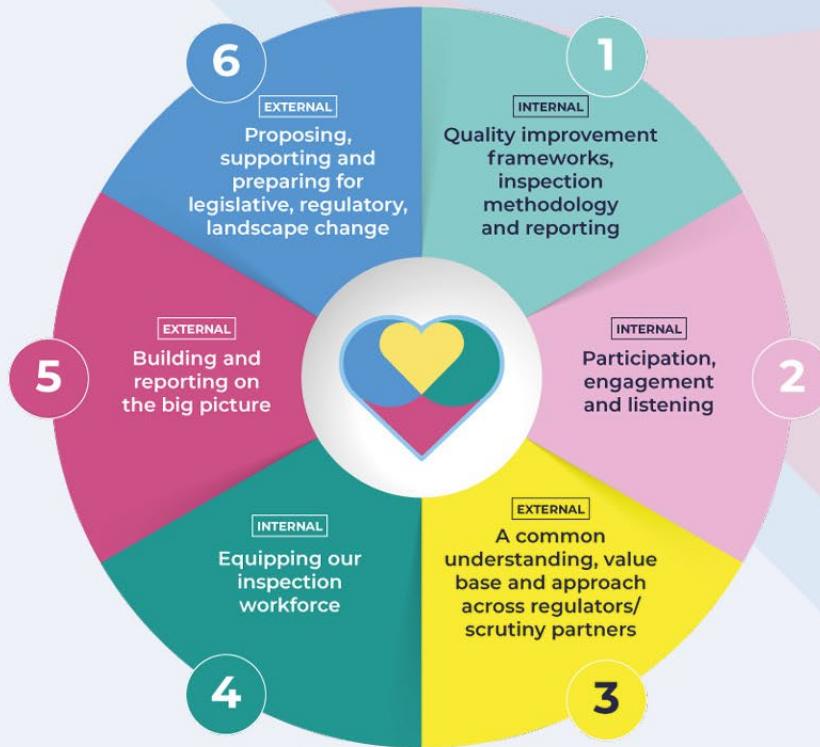 1
INTERNAL
Quality improvement
frameworks,
inspection
methodology
and reporting
2
INTERNAL
Participation,
engagement
and listening
3
EXTERNAL
A common
understanding, value
base and approach
across regulators/
scrutiny partners
4
INTERNAL
Equipping our
inspection
workforce
5
EXTERNAL
Building and
reporting on
the big picture
6
EXTERNAL
Proposing,
supporting and
preparing for
legislative, regulatory,
landscape change